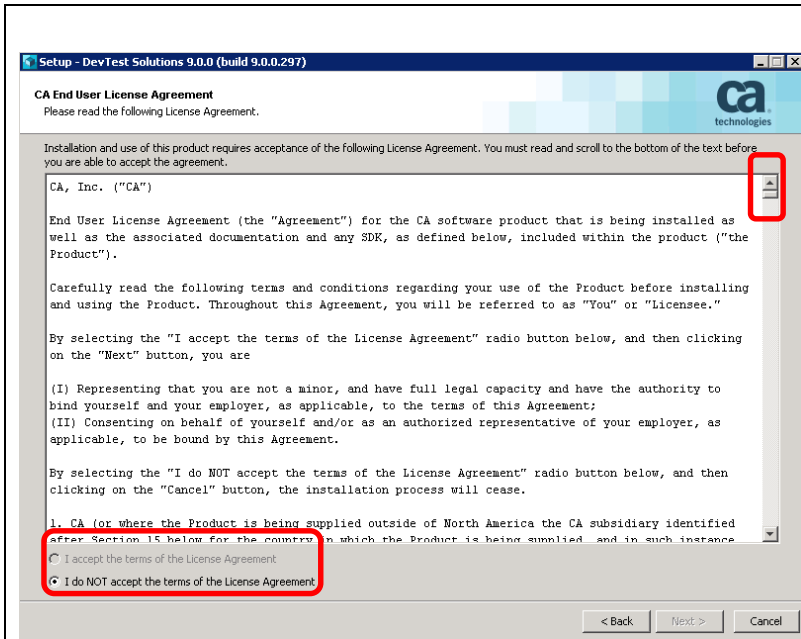 Setup - DevTest Solutions 9.0.0 (build 9.0.0.297)
CA End User License Agreement
Please read the following License Agreement.
ca
technologies
Installation and use of this product requires acceptance of the following License Agreement. You must read and scroll to the bottom of the text before
you are able to accept the agreement.
CA, Inc. ("CA")
End User License Agreement (the "Agreement") for the CA software product that is being installed as
well as the associated documentation and any SDK, as defined below, included within the product ("the
Product").
Carefully read the following terms and conditions regarding your use of the Product before installing
and using the Product. Throughout this Agreement, you will be referred to as "You" or "Licensee."
By selecting the "I accept the terms of the License Agreement" radio button below, and then clicking
on the "Next" button, you are
(I) Representing that you are not a minor, and have full legal capacity and have the authority to
bind yourself and your employer, as applicable, to the terms of this Agreement;
(II) Consenting on behalf of yourself and/or as an authorized representative of your employer, as
applicable, to be bound by this Agreement.
By selecting the "I do NOT accept the terms of the License Agreement" radio button below, and then
clicking on the "Cancel" button, the installation process will cease.
1. CA (or where the Product is being supplied outside of North America the CA subsidiary identified
after Section 15 below for the country in which the Product is being supplied, and in such instance
I accept the terms of the License Agreement
I do NOT accept the terms of the License Agreement
< Back
Next >
Cancel